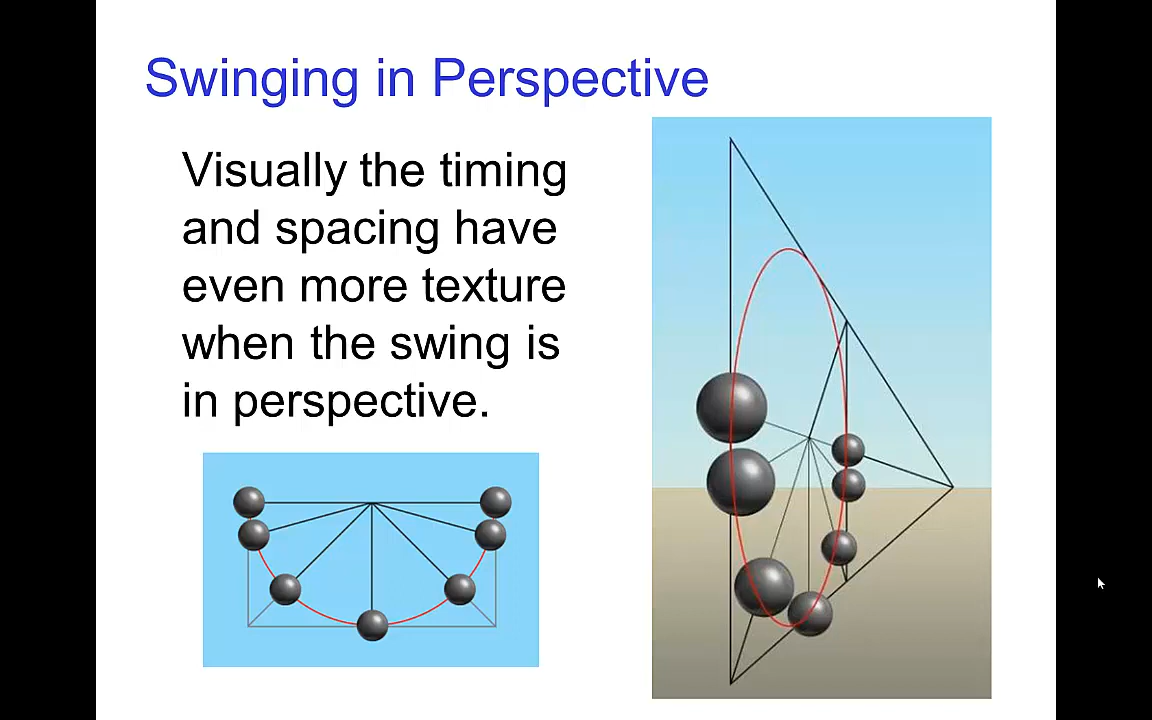 Swinging in Perspective
Visually the timing
and spacing have
even more texture
when the swing is
in perspective.